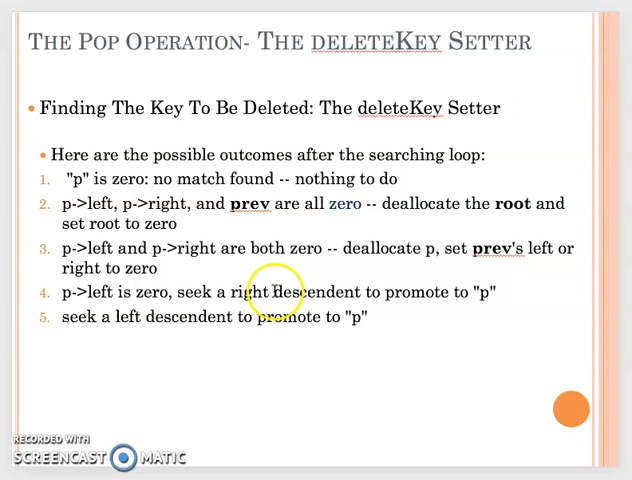 THE POP OPERATION- THE DELETEKEY SETTER
• Finding The Key To Be Deleted: The deleteKey Setter
• Here are the possible outcomes after the searching loop:
1. "p" is zero: no match found -- nothing to do
2. p->left, p->right, and prev are all zero -- deallocate the root and
set root to zero
3. p->left and p->right are both zero -- deallocate p, set prev's left or
right to zero
4. p->left is zero, seek a right descendent to promote to "p"
5. seek a left descendent to promote to "p"
RECORDED WITH
SCREENCAST MATIC